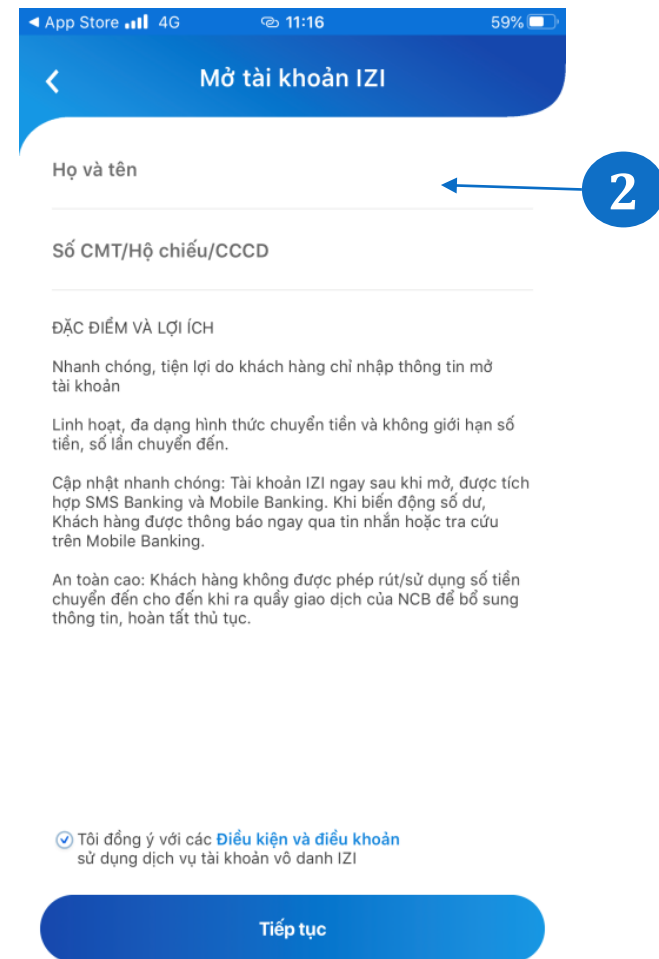 App Store 4G 11:16 59%
Mở tài khoản IZI
Họ và tên
2
Số CMT/Hộ chiếu/CCCD
ĐẶC ĐIỂM VÀ LỢI ÍCH
Nhanh chóng, tiện lợi do khách hàng chỉ nhập thông tin mở
tài khoản
Linh hoạt, đa dạng hình thức chuyển tiền và không giới hạn số
tiền, số lần chuyển đến.
Cập nhật nhanh chóng: Tài khoản IZI ngay sau khi mở, được tích
hợp SMS Banking và Mobile Banking. Khi biến động số dư,
Khách hàng được thông báo ngay qua tin nhắn hoặc tra cứu
trên Mobile Banking.
An toàn cao: Khách hàng không được phép rút/sử dụng số tiền
chuyển đến cho đến khi ra quầy giao dịch của NCB để bổ sung
thông tin, hoàn tất thủ tục.
Tôi đồng ý với các Điều kiện và điều khoản
sử dụng dịch vụ tài khoản vô danh IZI
Tiếp tục